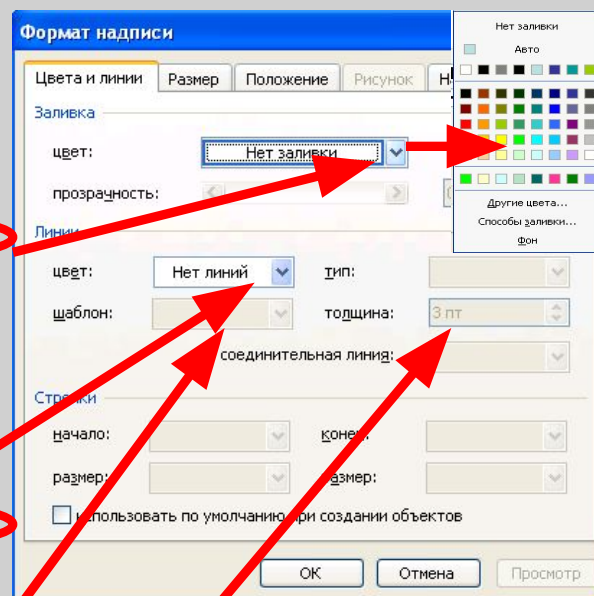 Формат надписи
Нет заливки
Авто
Другие цвета...
Способы заливки...
Фон
Цвета и линии Размер Положение Рисунок
Заливка
цвет: Нет заливки
прозрачность:
Линии
цвет: Нет линий тип:
шаблон: толщина: 3 пт
соединительная линия:
Стрелки
начало: конец:
размер: размер:
использовать по умолчанию при создании объектов
ОК Отмена Просмотр